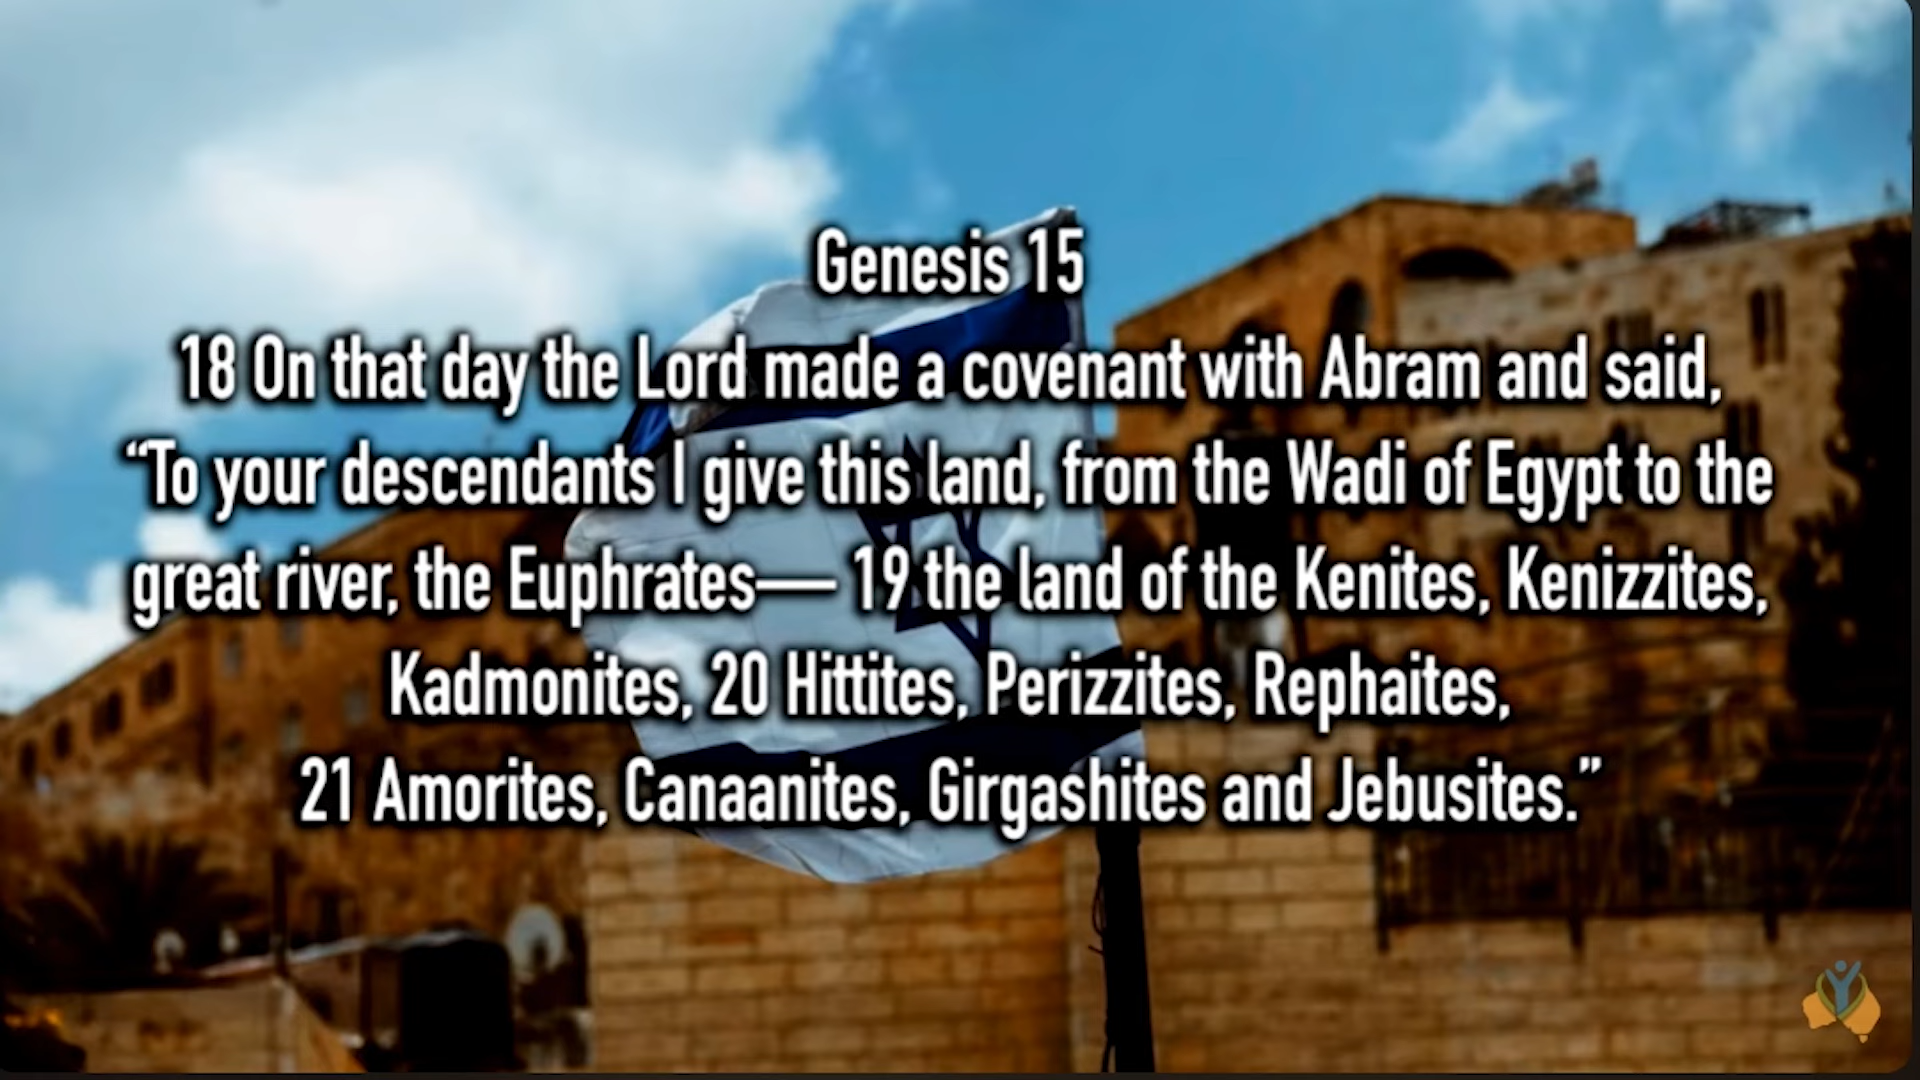 Genesis 15
18 On that day the Lord made a covenant with Abram and said,
“To your descendants I give this land, from the Wadi of Egypt to the
great river, the Euphrates— 19 the land of the Kenites, Kenizzites,
Kadmonites, 20 Hittites, Perizzites, Rephaites,
21 Amorites, Canaanites, Girgashites and Jebusites.”